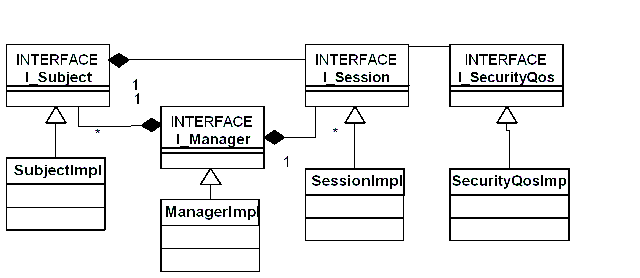 INTERFACE
I_Subject
INTERFACE
I_Session
INTERFACE
I_SecurityQos
1
1
*
INTERFACE
I_Manager
*
1
SubjectImpl
SessionImpl
SecurityQosImp
ManagerImpl